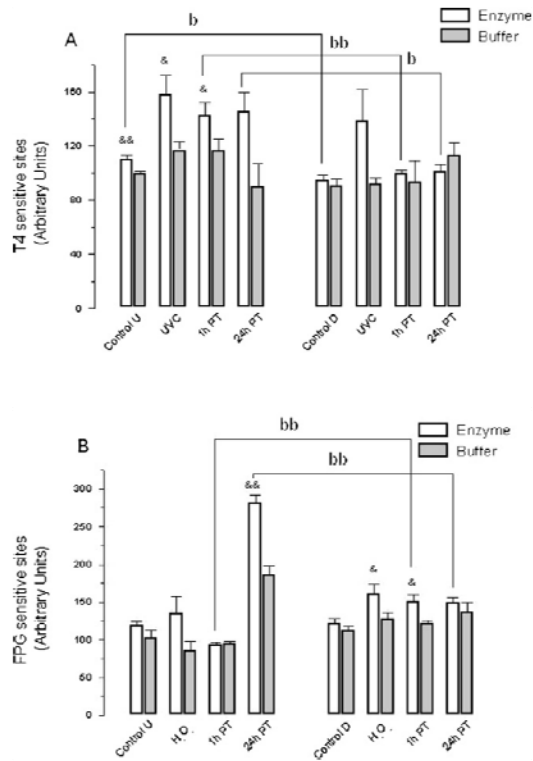 A
b
bb
b
Enzyme
Buffer
T4 sensitive sites
(Arbitrary Units)
160
120
80
40
0
&&
&
&
Control U
UVC
1h PT
24h PT
Control D
UVC
1h PT
24h PT
B
bb
bb
Enzyme
Buffer
FPG sensitive sites
(Arbitrary Units)
300
250
200
150
100
50
0
&&
&
&
Control U
1h PT
24h PT
Control D
1h PT
24h PT